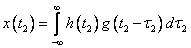 x(t₂) = ∫_{-∞}^{∞} h(t₂) g(t₂ − τ₂) dτ₂